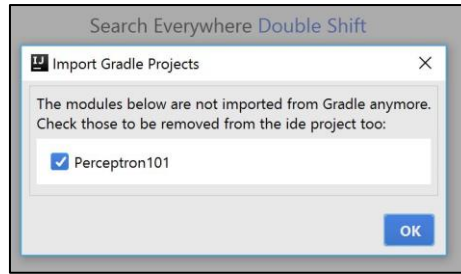 Search Everywhere Double Shift
IJ Import Gradle Projects
The modules below are not imported from Gradle anymore.
Check those to be removed from the ide project too:
Perceptron101
OK